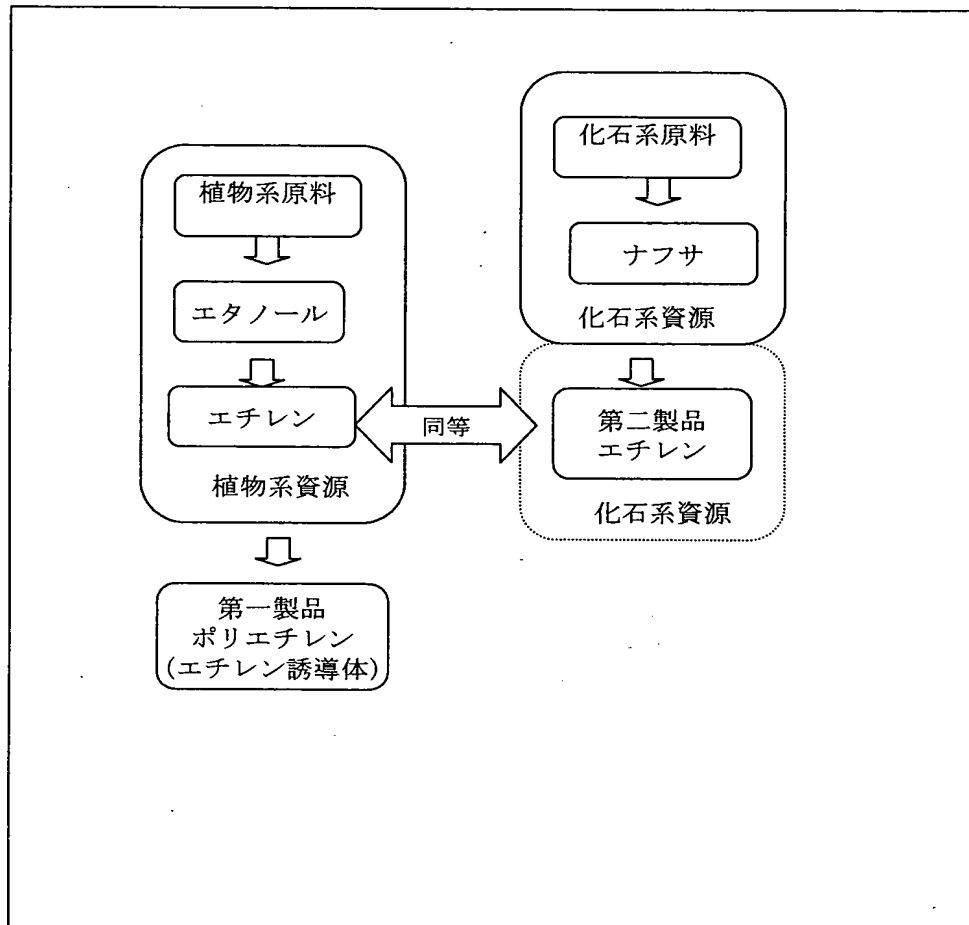 植物系原料
エタノール
エチレン
植物系資源
第一製品
ポリエチレン
(エチレン誘導体)
同等
化石系原料
ナフサ
化石系資源
第二製品
エチレン
化石系資源